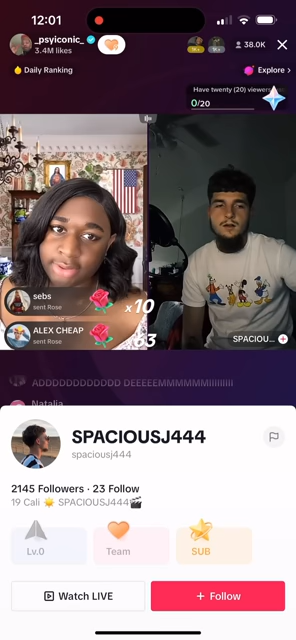 12:01
_psyiconic_
3.4M likes
38.0K
Daily Ranking
Explore >
Have twenty (20) viewers
0/20
sebs
sent Rose
x10
ALEX CHEAP
sent Rose
63
SPACIOU...
ADDDDDDDDDDDD DEEEEMMMMMMIIIIIIIIII
Natalia
SPACIOUSJ444
spaciousj444
2145 Followers · 23 Follow
19 Cali ☀️ SPACIOUSJ444🎬
Lv.0
Team
SUB
Watch LIVE
+ Follow